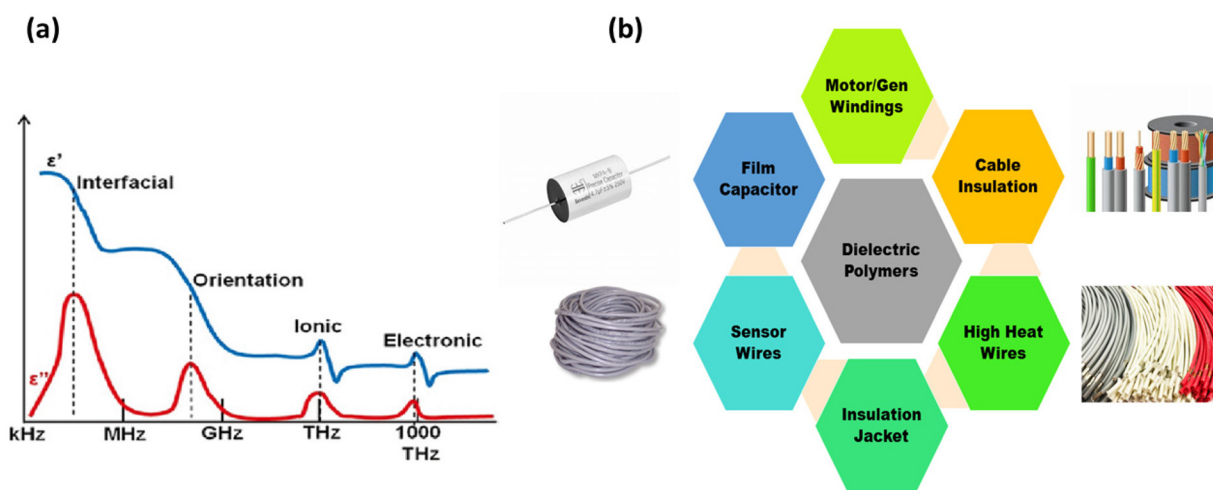 (a)
ε'
Interfacial
Orientation
Ionic
Electronic
ε"
kHz
MHz
GHz
THz
1000
THz
(b)
Motor/Gen
Windings
Film
Capacitor
Cable
Insulation
Dielectric
Polymers
Sensor
Wires
High Heat
Wires
Insulation
Jacket